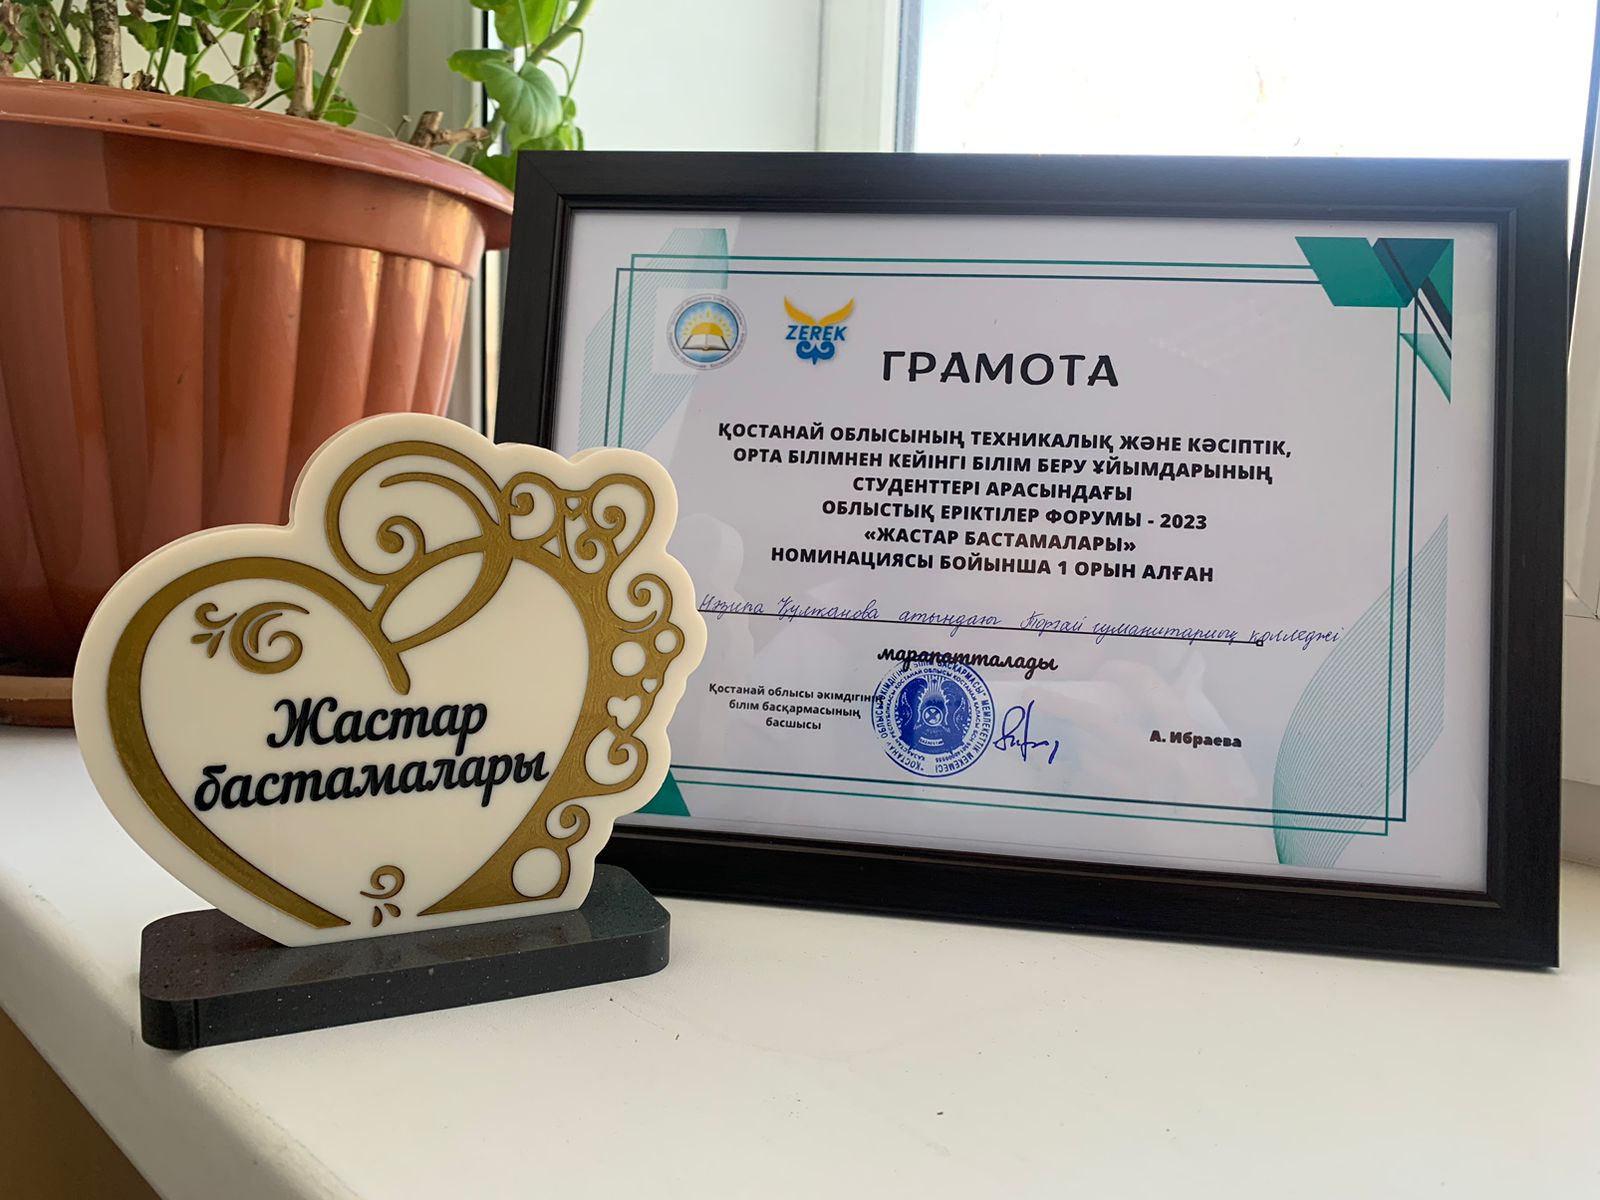 ZEREK
ГРАМОТА
ҚОСТАНАЙ ОБЛЫСЫНЫҢ ТЕХНИКАЛЫҚ ЖӘНЕ КӘСІПТІК,
ОРТА БІЛІМНЕН КЕЙІНГІ БІЛІМ БЕРУ ҰЙЫМДАРЫНЫҢ
СТУДЕНТТЕРІ АРАСЫНДАҒЫ
ОБЛЫСТЫҚ ЕРІКТІЛЕР ФОРУМЫ - 2023
«ЖАСТАР БАСТАМАЛАРЫ»
НОМИНАЦИЯСЫ БОЙЫНША 1 ОРЫН АЛҒАН
Нәзипа Құлжанова атындағы Торғай гуманитарлық колледжі
марапатталады
Қостанай облысы әкімдігінің
білім басқармасының
басшысы
А. Ибраева
Жастар
бастамалары